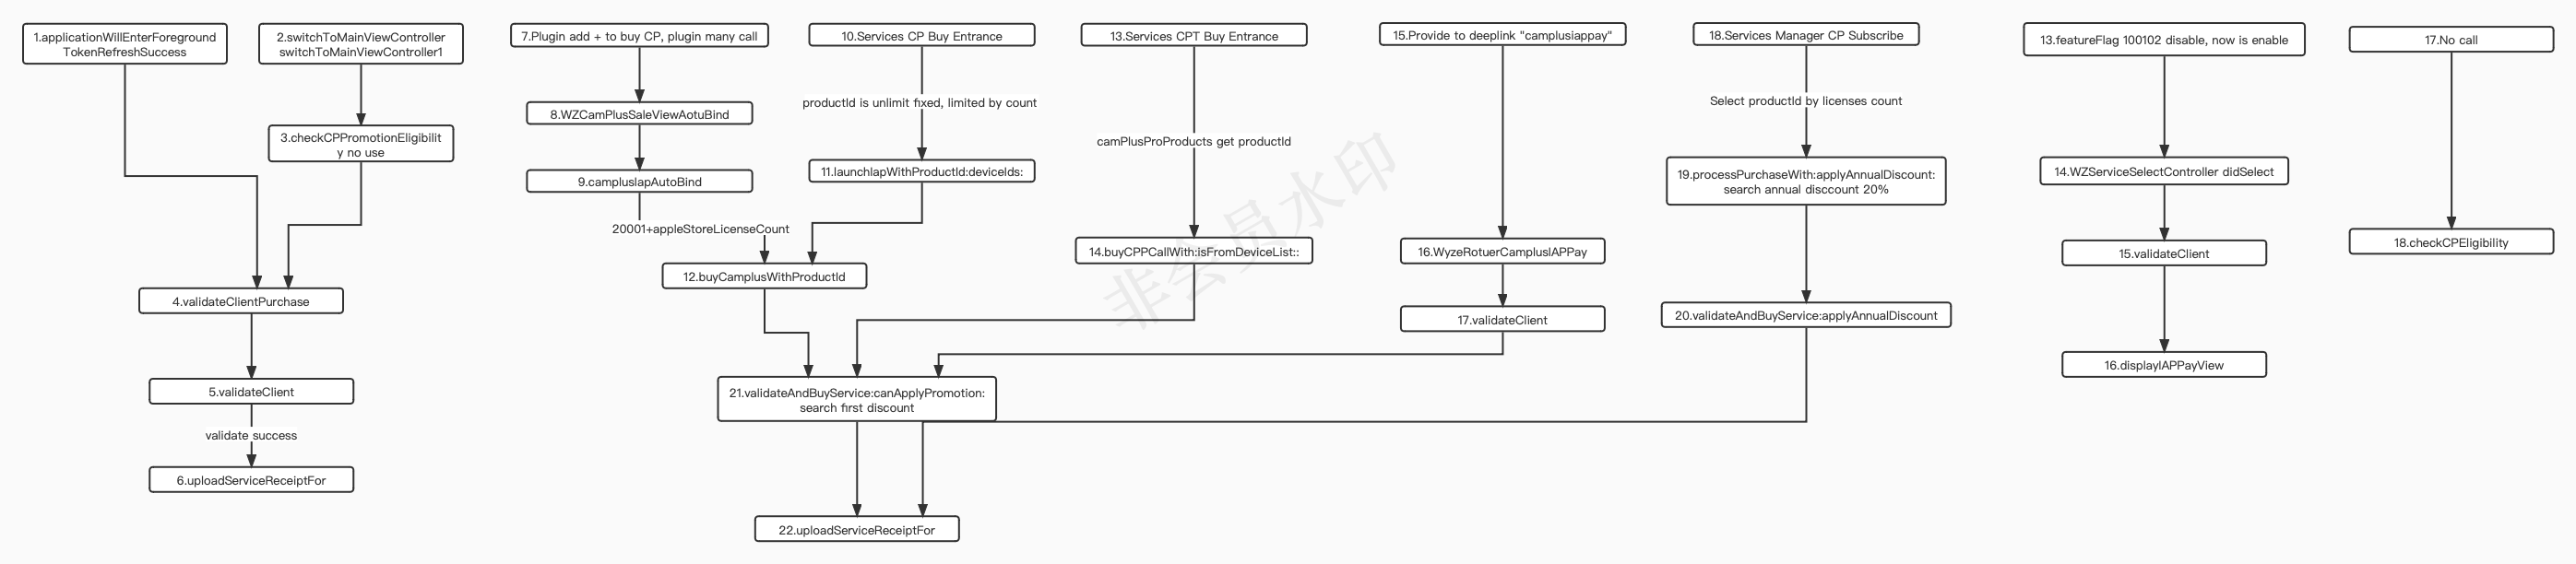 1.applicationWillEnterForeground
TokenRefreshSuccess
2.switchToMainViewController
switchToMainViewController1
3.checkCPPromotionEligibilit
y no use
4.validateClientPurchase
5.validateClient
validate success
6.uploadServiceReceiptFor
7.Plugin add + to buy CP, plugin many call
8.WZCamPlusSaleViewAotuBind
9.campluslapAutoBind
20001+appleStoreLicenseCount
10.Services CP Buy Entrance
productId is unlimit fixed, limited by count
11.launchIapWithProductId:deviceIds:
12.buyCamplusWithProductId
13.Services CPT Buy Entrance
camPlusProProducts get productId
14.buyCPPCallWith:isFromDeviceList::
15.Provide to deeplink "camplusiappay"
16.WyzeRotuerCamplusIAPPay
17.validateClient
18.Services Manager CP Subscribe
Select productId by licenses count
19.processPurchaseWith:applyAnnualDiscount:
search annual disccount 20%
20.validateAndBuyService:applyAnnualDiscount
21.validateAndBuyService:canApplyPromotion:
search first discount
22.uploadServiceReceiptFor
13.featureFlag 100102 disable, now is enable
14.WZServiceSelectController didSelect
15.validateClient
16.displayIAPPayView
17.No call
18.checkCPEligibility
非会员水印